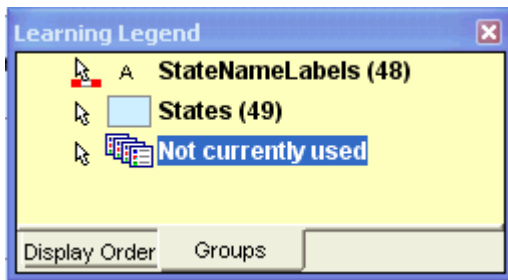 Learning Legend
A StateNameLabels (48)
States (49)
Not currently used
Display Order Groups